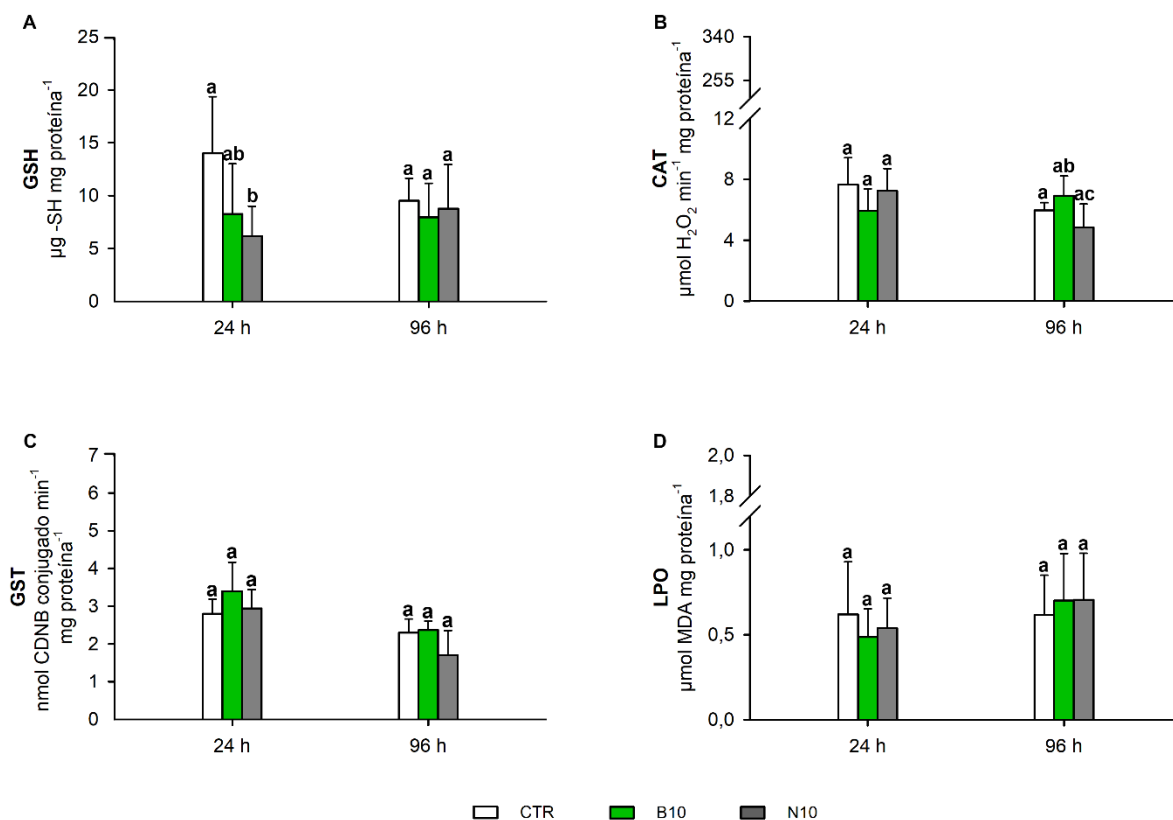 A
GSH
µg -SH mg proteína⁻¹
25
20
15
10
5
0
a
ab
b
a
a
a
24 h
96 h
B
CAT
µmol H₂O₂ min⁻¹ mg proteína⁻¹
340
255
12
8
4
0
a
a
a
a
ab
ac
24 h
96 h
C
GST
nmol CDNB conjugado min⁻¹
mg proteína⁻¹
7
6
5
4
3
2
1
0
a
a
a
a
a
a
24 h
96 h
D
LPO
µmol MDA mg proteína⁻¹
2,0
1,8
1,0
0,5
0,0
a
a
a
a
a
a
24 h
96 h
CTR
B10
N10